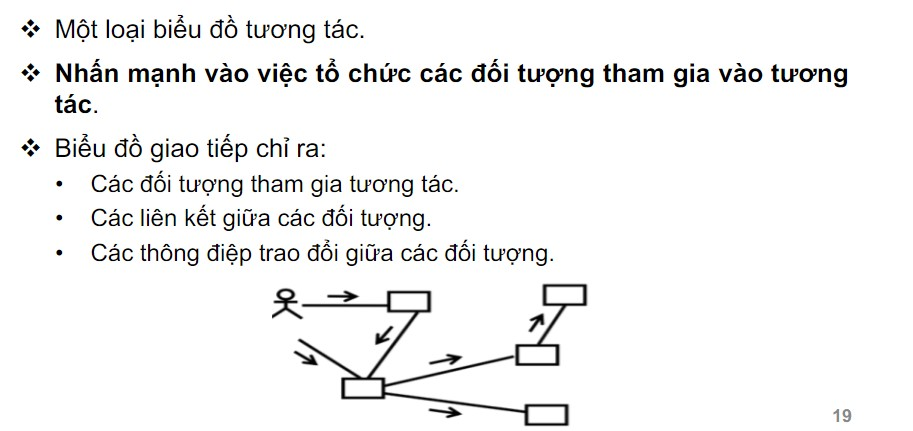 ❖ Một loại biểu đồ tương tác.
❖ Nhấn mạnh vào việc tổ chức các đối tượng tham gia vào tương
tác.
❖ Biểu đồ giao tiếp chỉ ra:
• Các đối tượng tham gia tương tác.
• Các liên kết giữa các đối tượng.
• Các thông điệp trao đổi giữa các đối tượng.
19